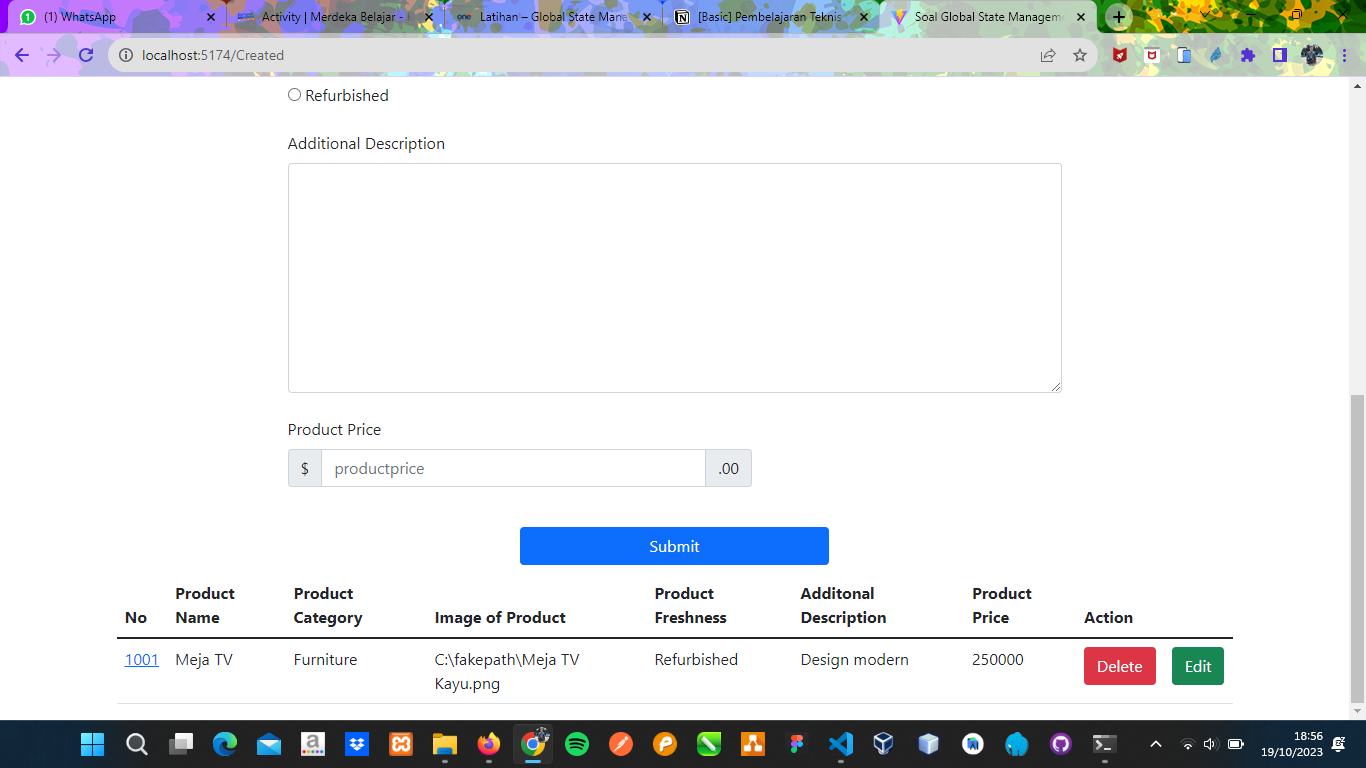 (1) WhatsApp
Activity | Merdeka Belajar -
Latihan – Global State Mana
[Basic] Pembelajaran Teknis
Soal Global State Managem
localhost:5174/Created
Refurbished
Additional Description
Product Price
$ productprice .00
Submit
No Product Name Product Category Image of Product Product Freshness Additonal Description Product Price Action
1001 Meja TV Furniture C:\fakepath\Meja TV Kayu.png Refurbished Design modern 250000 Delete Edit
18:56
19/10/2023